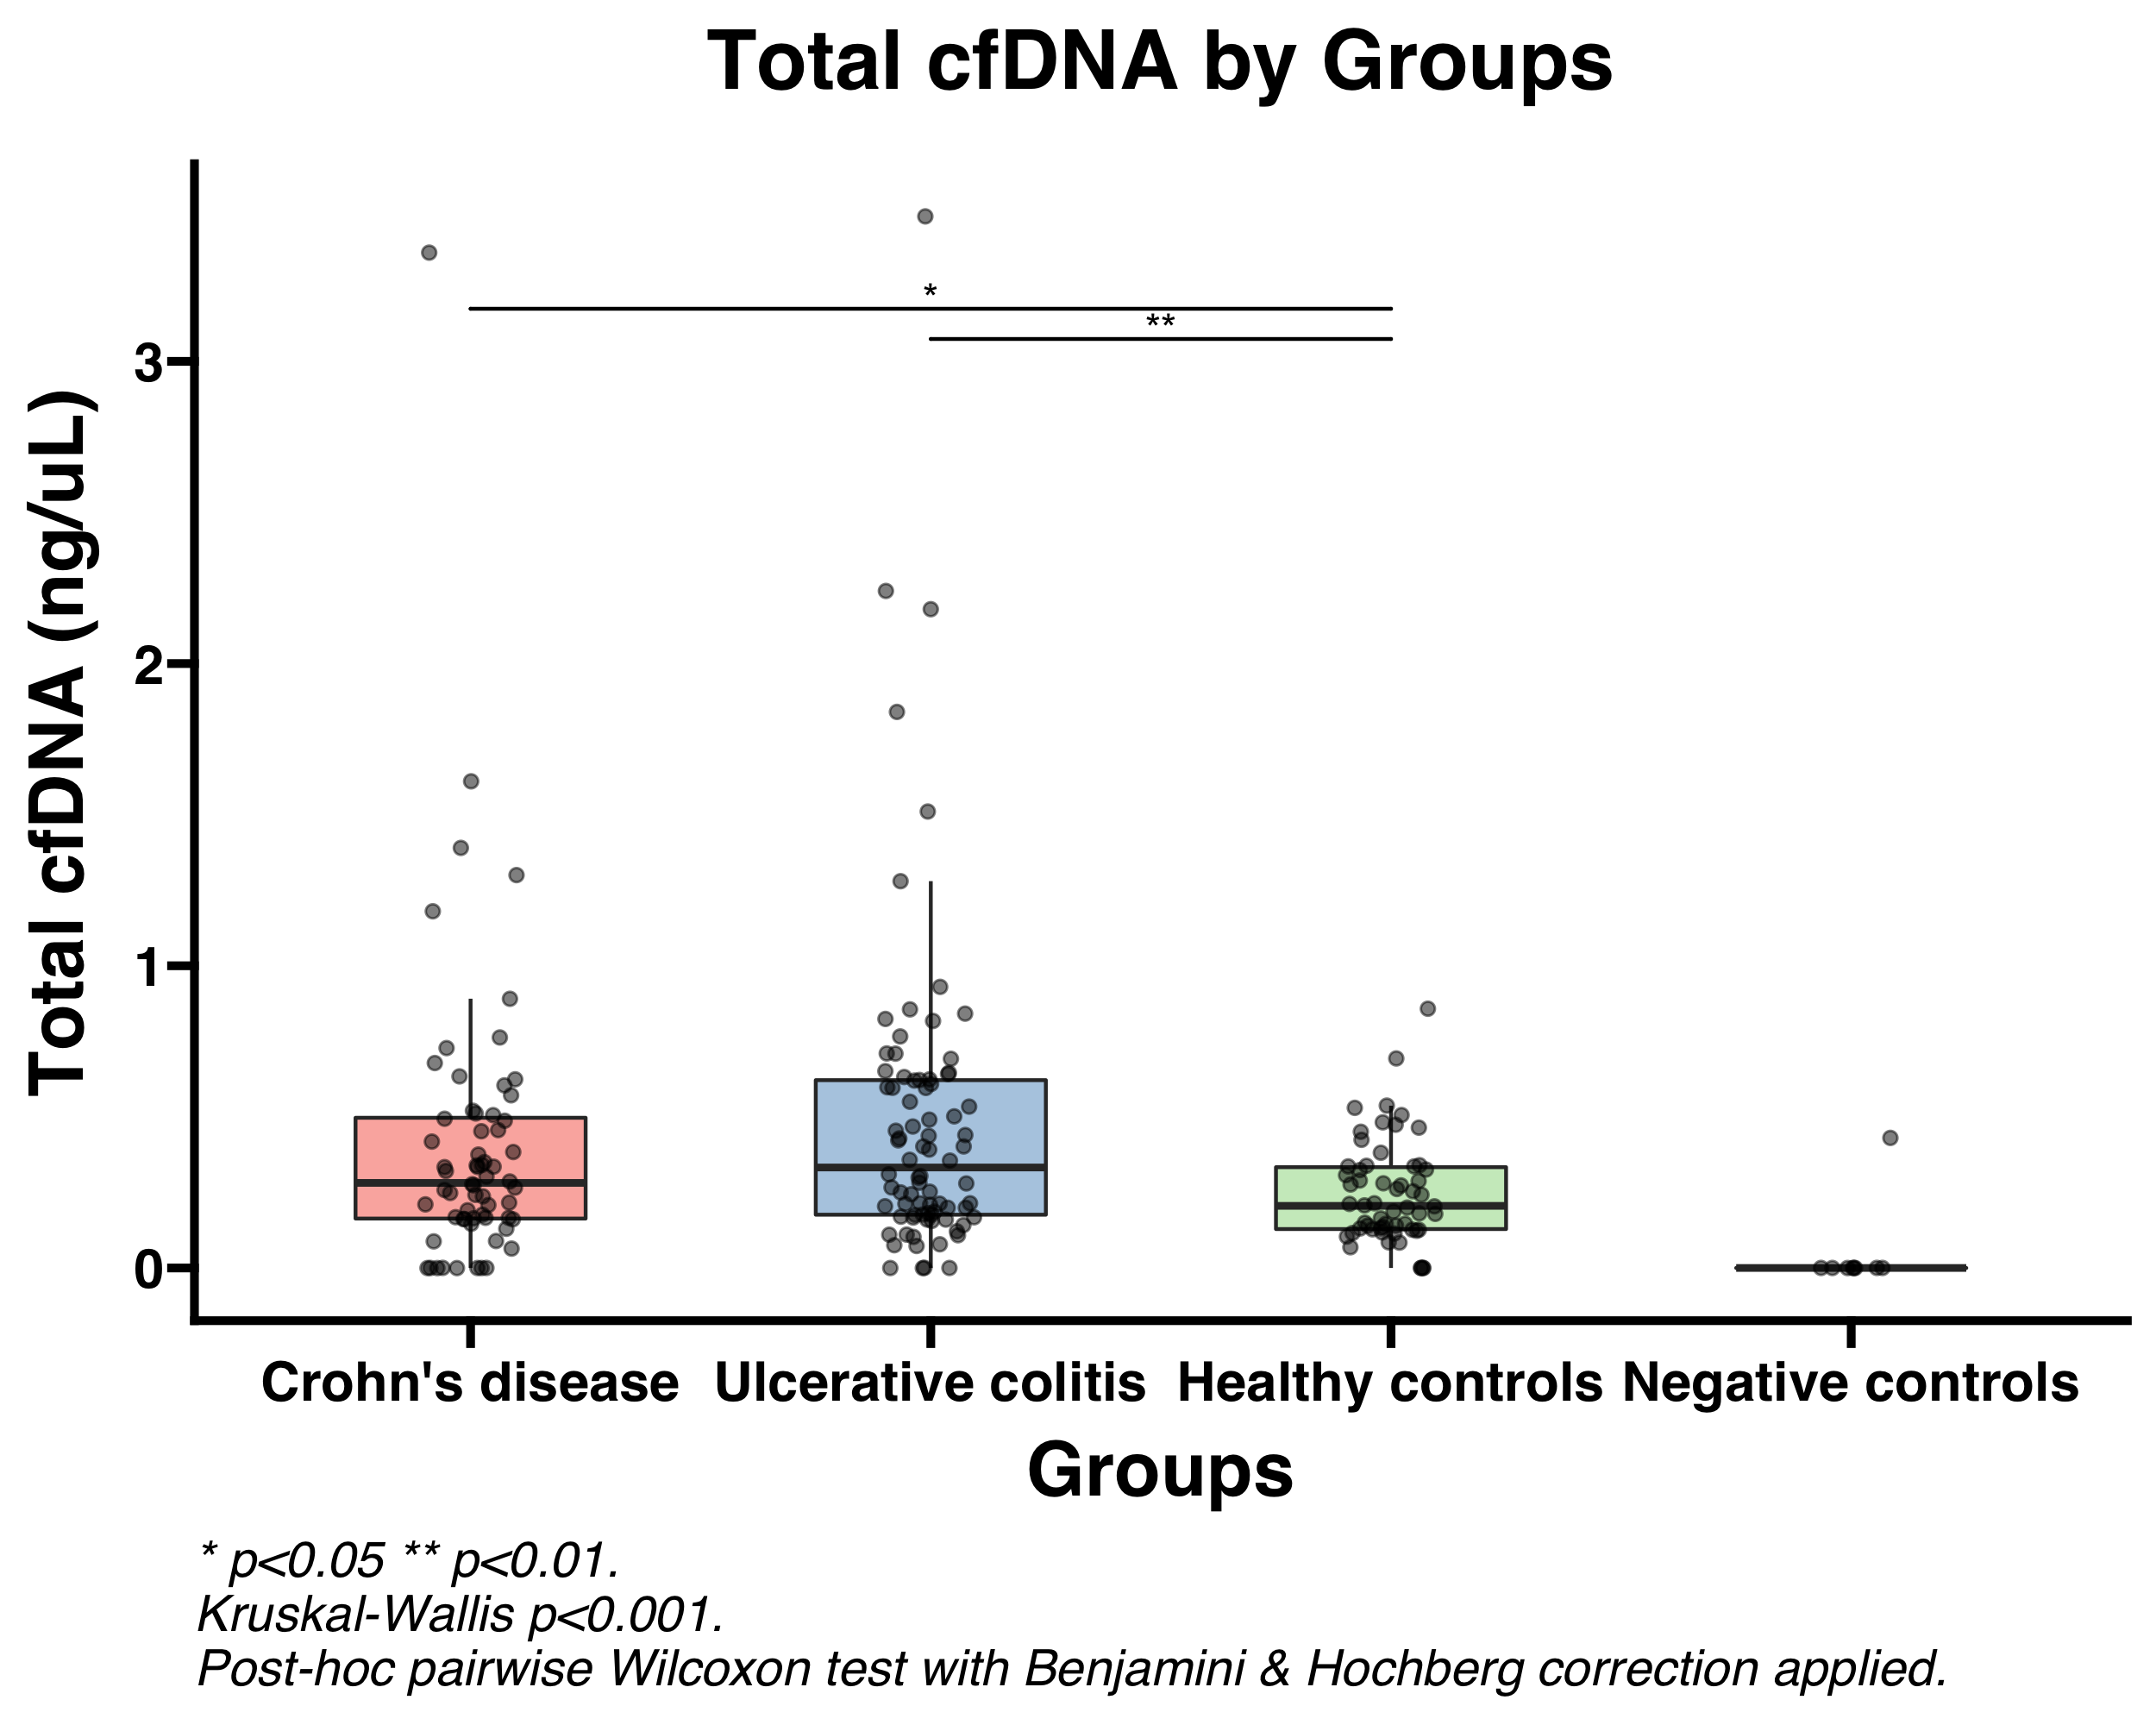 Total cfDNA by Groups
Total cfDNA (ng/uL)
3
2
1
0
*
**
Crohn's disease
Ulcerative colitis
Healthy controls
Negative controls
Groups
* p<0.05 ** p<0.01.
Kruskal-Wallis p<0.001.
Post-hoc pairwise Wilcoxon test with Benjamini & Hochberg correction applied.